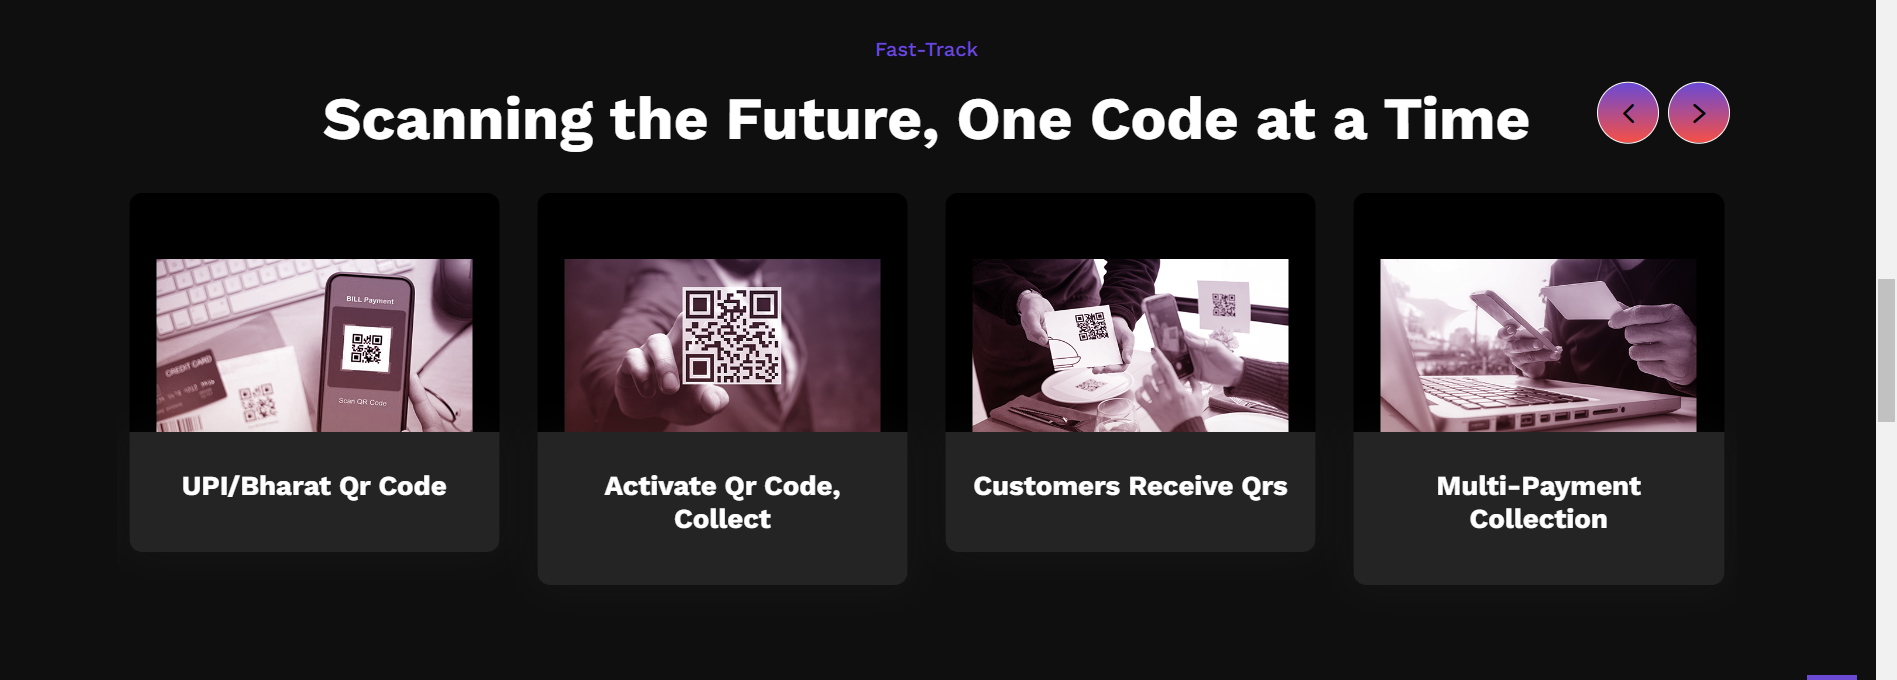 Fast-Track
Scanning the Future, One Code at a Time
BILL Payment
CREDIT CARD
Scan QR Code
UPI/Bharat Qr Code
Activate Qr Code,
Collect
Customers Receive Qrs
Multi-Payment
Collection